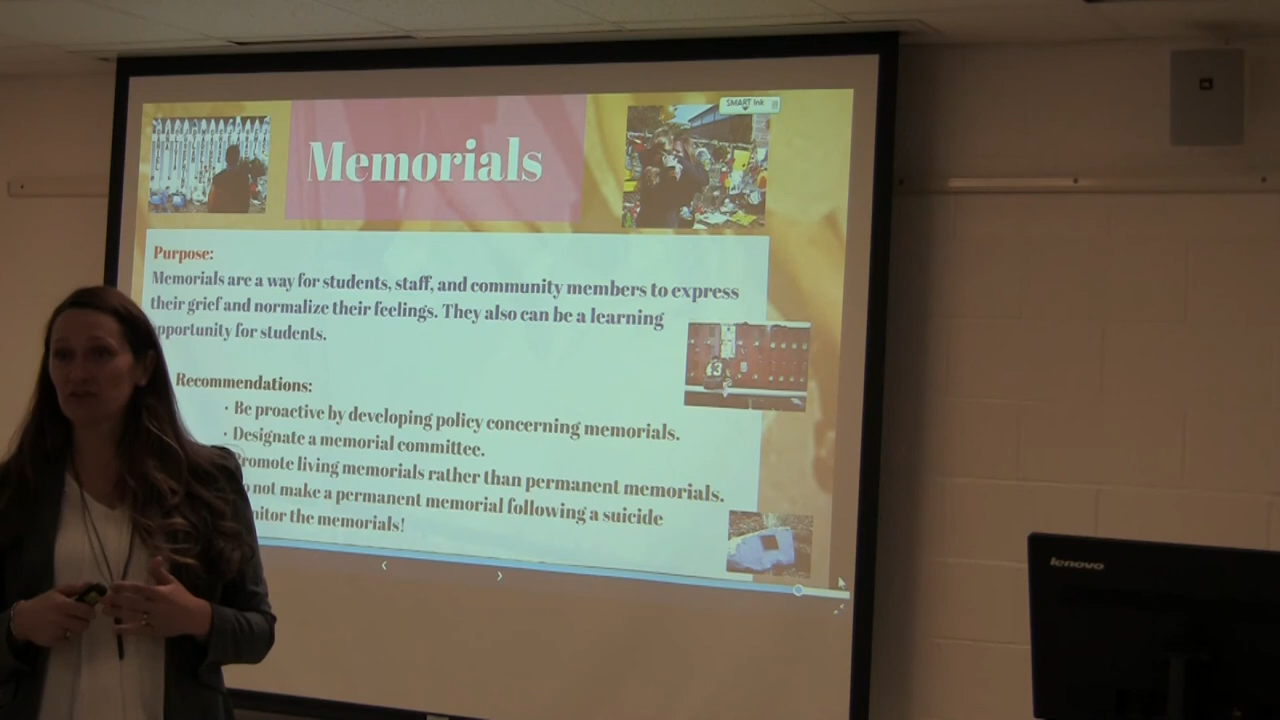 SMART Ink
Memorials
Purpose:
Memorials are a way for students, staff, and community members to express
their grief and normalize their feelings. They also can be a learning
opportunity for students.
Recommendations:
· Be proactive by developing policy concerning memorials.
· Designate a memorial committee.
Promote living memorials rather than permanent memorials.
not make a permanent memorial following a suicide
the memorials!
43
lenovo